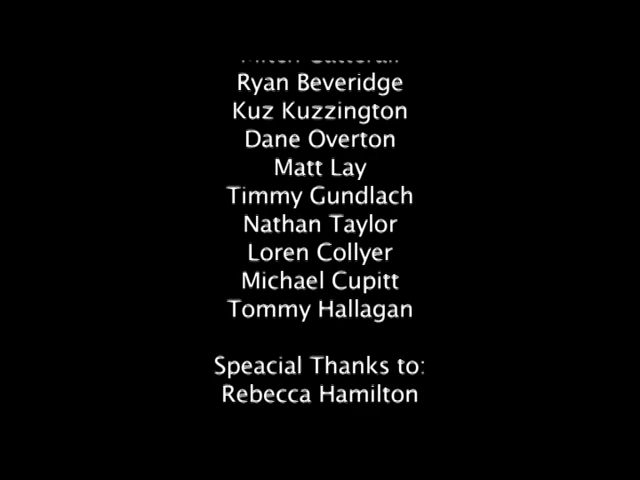 Ryan Beveridge
Kuz Kuzzington
Dane Overton
Matt Lay
Timmy Gundlach
Nathan Taylor
Loren Collyer
Michael Cupitt
Tommy Hallagan
Speacial Thanks to:
Rebecca Hamilton